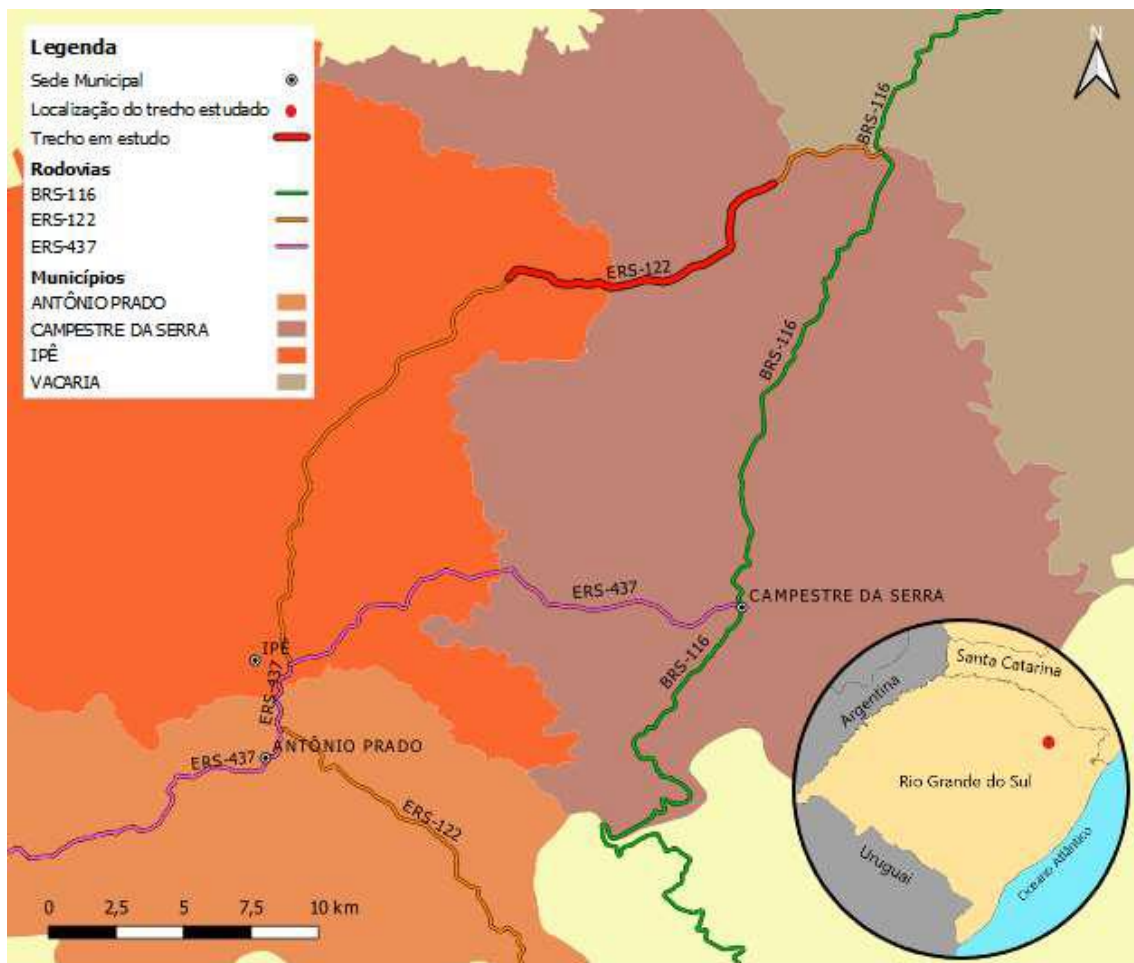 Legenda
Sede Municipal
Localização do trecho estudado
Trecho em estudo
Rodovias
BRS-116
ERS-122
ERS-437
Municípios
ANTÔNIO PRADO
CAMPESTRE DA SERRA
IPÊ
VACARIA
N
BRS-116
BRS-116
ERS-122
BRS-116
ERS-437
CAMPESTRE DA SERRA
BRS-116
IPÊ
ERS-437
ANTÔNIO PRADO
ERS-437
ERS-122
0 2,5 5 7,5 10 km
Santa Catarina
Argentina
Rio Grande do Sul
Uruguai
Oceano Atlântico